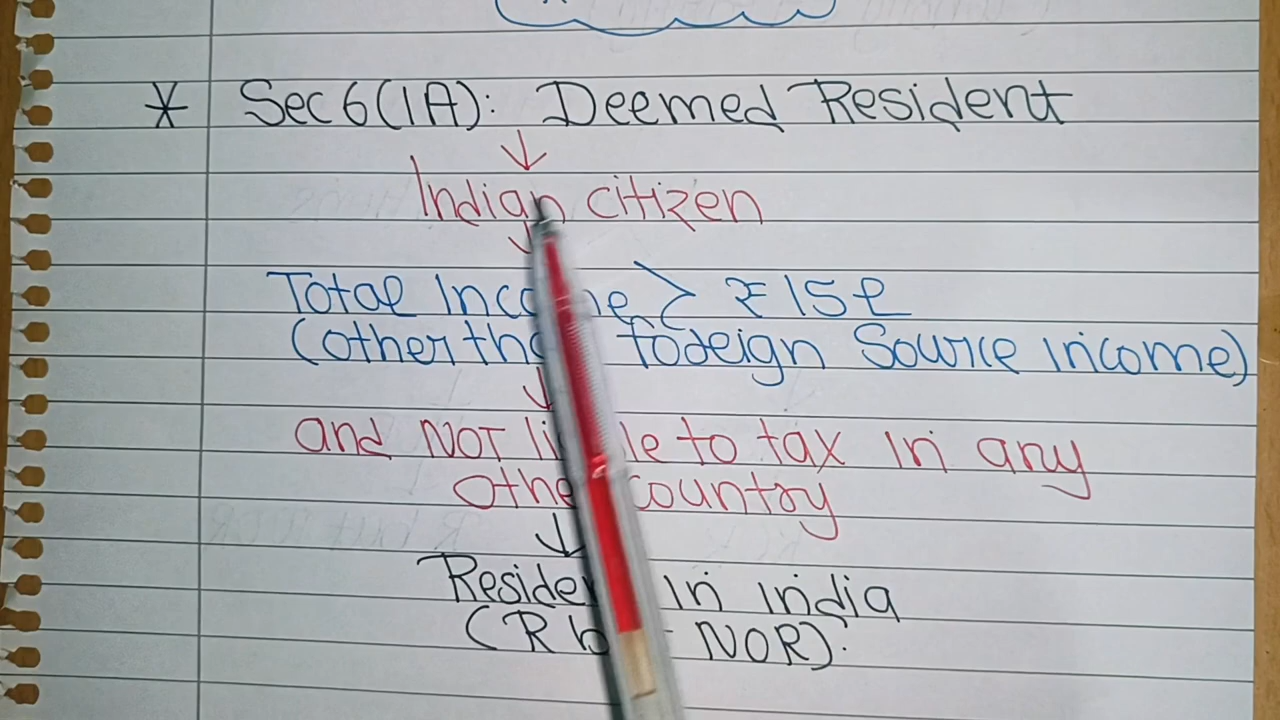 * Sec 6(1A): Deemed Resident
↓
Indian citizen
↓
Total Income > ₹15L
(other than foreign Source income)
↓
and NOT liable to tax in any
other country
↓
Resident in india
(R but NOR).